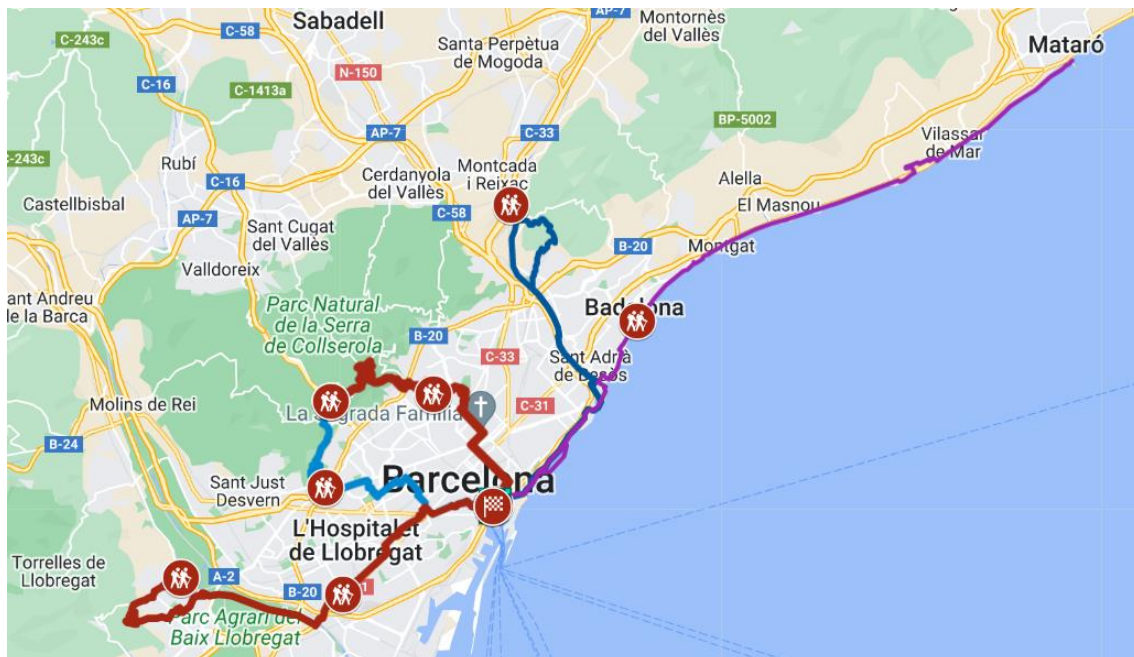 C-243c
Sabadell
C-58
AP-7
Montornès
del Vallès
Santa Perpètua
de Mogoda
Mataró
N-150
C-16
C-1413a
C-33
BP-5002
AP-7
Vilassar
de Mar
C-243c
Rubí
Montcada
i Reixac
Cerdanyola
del Vallès
C-16
Alella
Castellbisbal
C-58
El Masnou
AP-7
Sant Cugat
del Vallès
B-20
Montgat
Valldoreix
Sant Andreu
de la Barca
Parc Natural
de la Serra
de Collserola
Badalona
B-20
C-33
Sant Adrià
de Besòs
Molins de Rei
La Sagrada Família
C-31
B-24
Sant Just
Desvern
Barcelona
L'Hospitalet
de Llobregat
Torrelles de
Llobregat
A-2
B-20
Parc Agrari del
Baix Llobregat